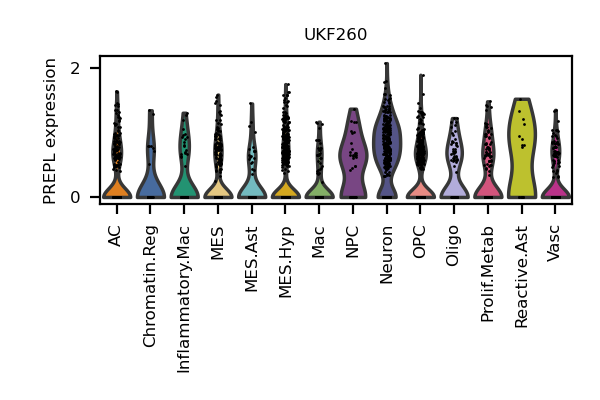 UKF260
PREPL expression
2
0
AC
Chromatin.Reg
Inflammatory.Mac
MES
MES.Ast
MES.Hyp
Mac
NPC
Neuron
OPC
Oligo
Prolif.Metab
Reactive.Ast
Vasc